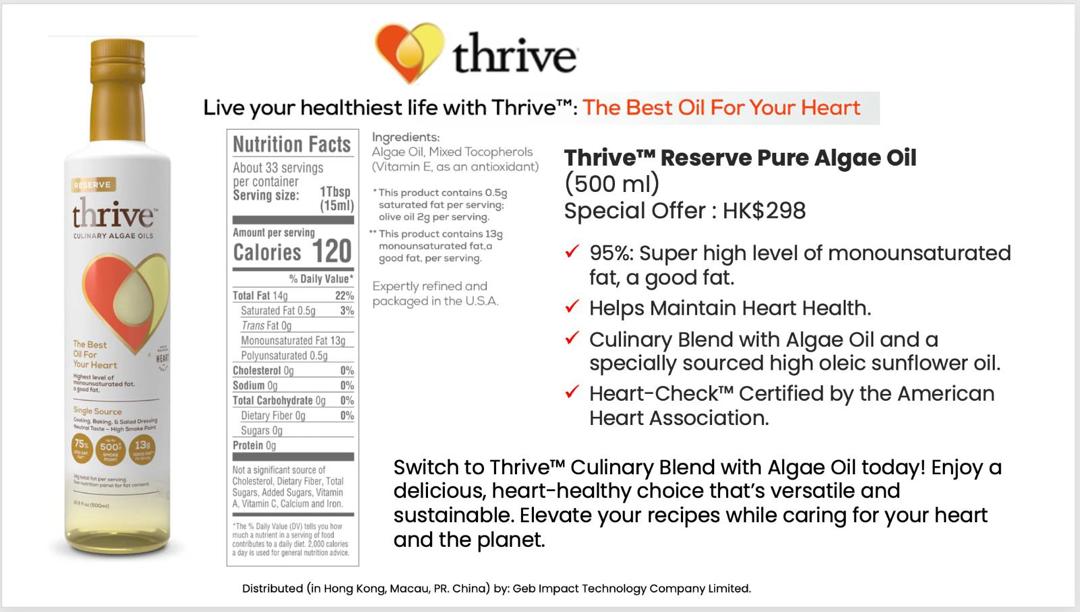 thrive
Live your healthiest life with Thrive™: The Best Oil For Your Heart
RESERVE
thrive™
CULINARY ALGAE OILS
The Best
Oil For
Your Heart
Highest level of
monounsaturated fat,
a good fat.
Single Source
Cooking, Baking, & Salad Dressing
Neutral Taste – High Smoke Point
75%
500°
13g
Nutrition Facts
About 33 servings
per container
Serving size: 1Tbsp
(15ml)
Amount per serving
Calories 120
% Daily Value*
Total Fat 14g 22%
Saturated Fat 0.5g 3%
Trans Fat 0g
Monounsaturated Fat 13g
Polyunsaturated 0.5g
Cholesterol 0g 0%
Sodium 0g 0%
Total Carbohydrate 0g 0%
Dietary Fiber 0g 0%
Sugars 0g
Protein 0g
Not a significant source of
Cholesterol, Dietary Fiber, Total
Sugars, Added Sugars, Vitamin
A, Vitamin C, Calcium and Iron.
*The % Daily Value (DV) tells you how
much a nutrient in a serving of food
contributes to a daily diet. 2,000 calories
a day is used for general nutrition advice.
Ingredients:
Algae Oil, Mixed Tocopherols
(Vitamin E, as an antioxidant)
* This product contains 0.5g
saturated fat per serving;
olive oil 2g per serving.
** This product contains 13g
monounsaturated fat,a
good fat, per serving.
Expertly refined and
packaged in the U.S.A.
Thrive™ Reserve Pure Algae Oil
(500 ml)
Special Offer : HK$298
✓ 95%: Super high level of monounsaturated
fat, a good fat.
✓ Helps Maintain Heart Health.
✓ Culinary Blend with Algae Oil and a
specially sourced high oleic sunflower oil.
✓ Heart-Check™ Certified by the American
Heart Association.
Switch to Thrive™ Culinary Blend with Algae Oil today! Enjoy a
delicious, heart-healthy choice that’s versatile and
sustainable. Elevate your recipes while caring for your heart
and the planet.
Distributed (in Hong Kong, Macau, PR. China) by: Geb Impact Technology Company Limited.